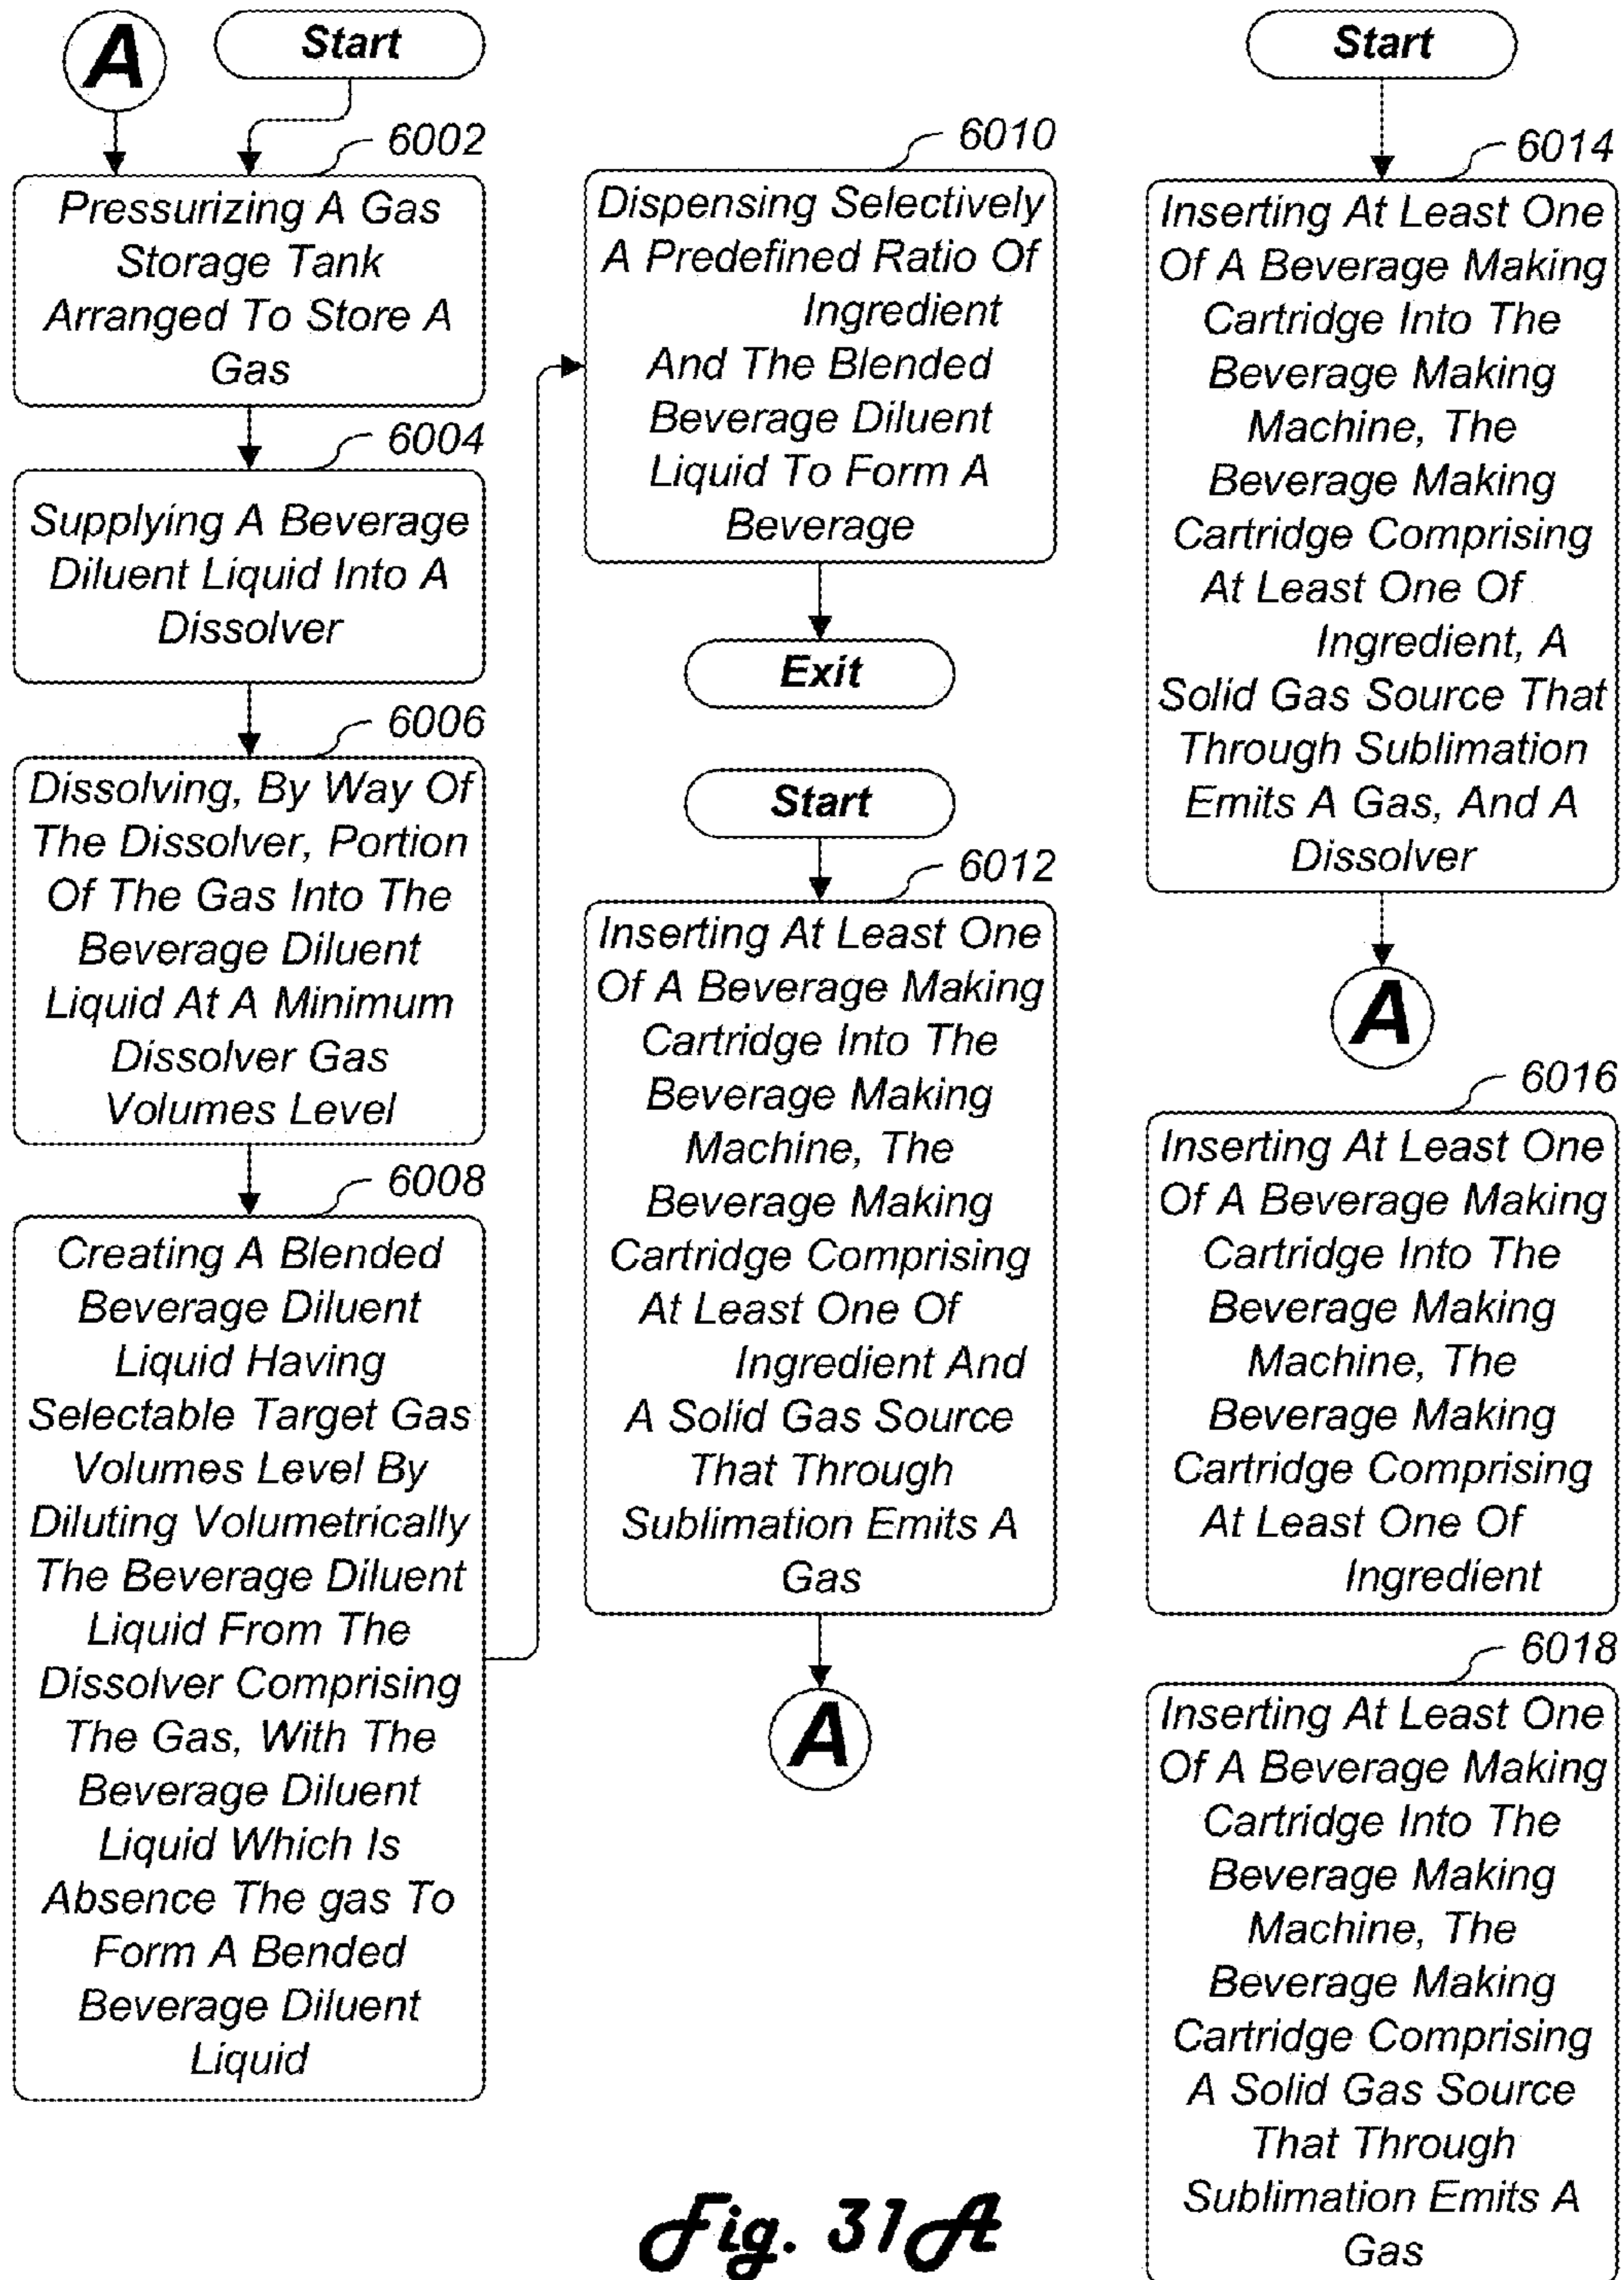 A
Start
6002
Pressurizing A Gas
Storage Tank
Arranged To Store A
Gas
6004
Supplying A Beverage
Diluent Liquid Into A
Dissolver
6006
Dissolving, By Way Of
The Dissolver, Portion
Of The Gas Into The
Beverage Diluent
Liquid At A Minimum
Dissolver Gas
Volumes Level
6008
Creating A Blended
Beverage Diluent
Liquid Having
Selectable Target Gas
Volumes Level By
Diluting Volumetrically
The Beverage Diluent
Liquid From The
Dissolver Comprising
The Gas, With The
Beverage Diluent
Liquid Which Is
Absence The gas To
Form A Bended
Beverage Diluent
Liquid
6010
Dispensing Selectively
A Predefined Ratio Of
Ingredient
And The Blended
Beverage Diluent
Liquid To Form A
Beverage
Exit
Start
6012
Inserting At Least One
Of A Beverage Making
Cartridge Into The
Beverage Making
Machine, The
Beverage Making
Cartridge Comprising
At Least One Of
Ingredient And
A Solid Gas Source
That Through
Sublimation Emits A
Gas
A
Start
6014
Inserting At Least One
Of A Beverage Making
Cartridge Into The
Beverage Making
Machine, The
Beverage Making
Cartridge Comprising
At Least One Of
Ingredient, A
Solid Gas Source That
Through Sublimation
Emits A Gas, And A
Dissolver
A
6016
Inserting At Least One
Of A Beverage Making
Cartridge Into The
Beverage Making
Machine, The
Beverage Making
Cartridge Comprising
At Least One Of
Ingredient
6018
Inserting At Least One
Of A Beverage Making
Cartridge Into The
Beverage Making
Machine, The
Beverage Making
Cartridge Comprising
A Solid Gas Source
That Through
Sublimation Emits A
Gas
Fig. 31A